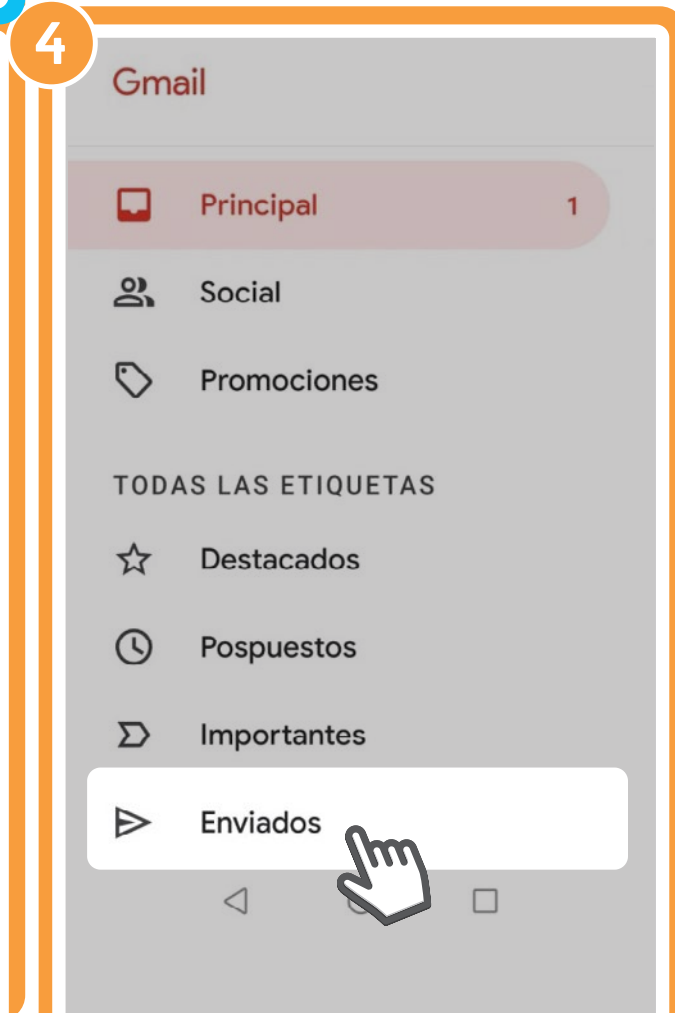 4
Gmail
Principal 1
Social
Promociones
TODAS LAS ETIQUETAS
Destacados
Pospuestos
Importantes
Enviados